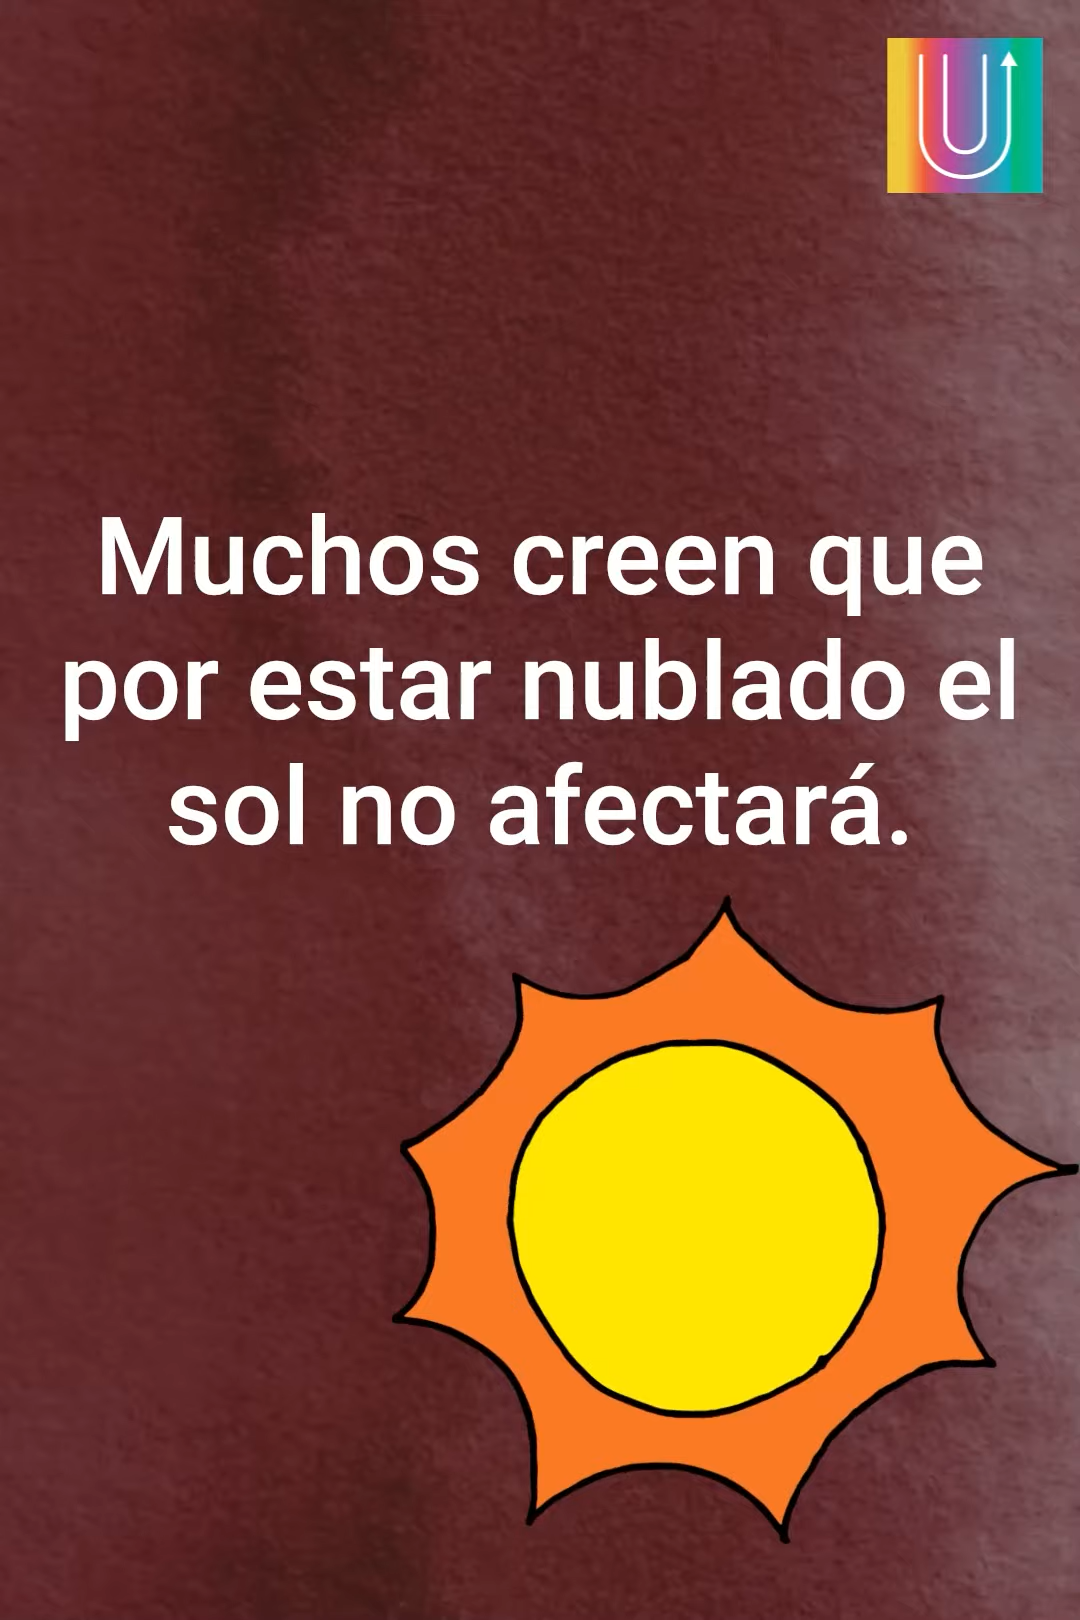 U
Muchos creen que
por estar nublado el
sol no afectará.